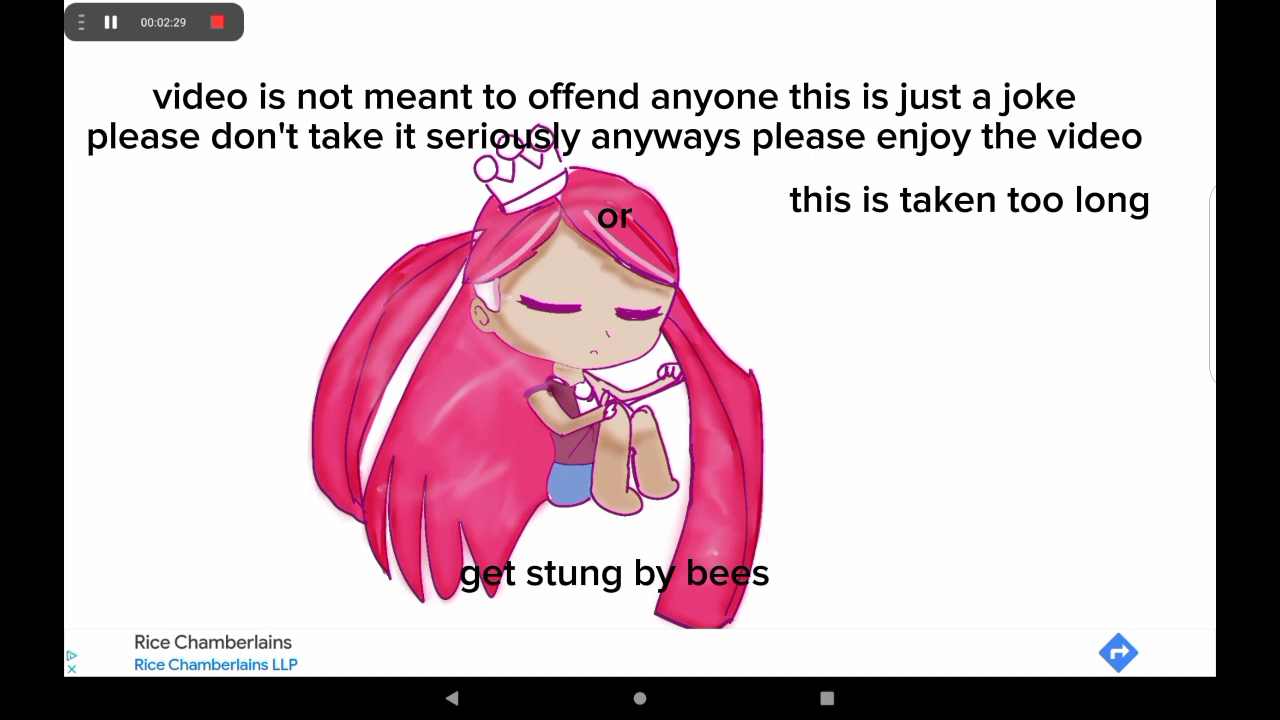 00:02:29
video is not meant to offend anyone this is just a joke
please don't take it seriously anyways please enjoy the video
this is taken too long
or
get stung by bees
Rice Chamberlains
Rice Chamberlains LLP